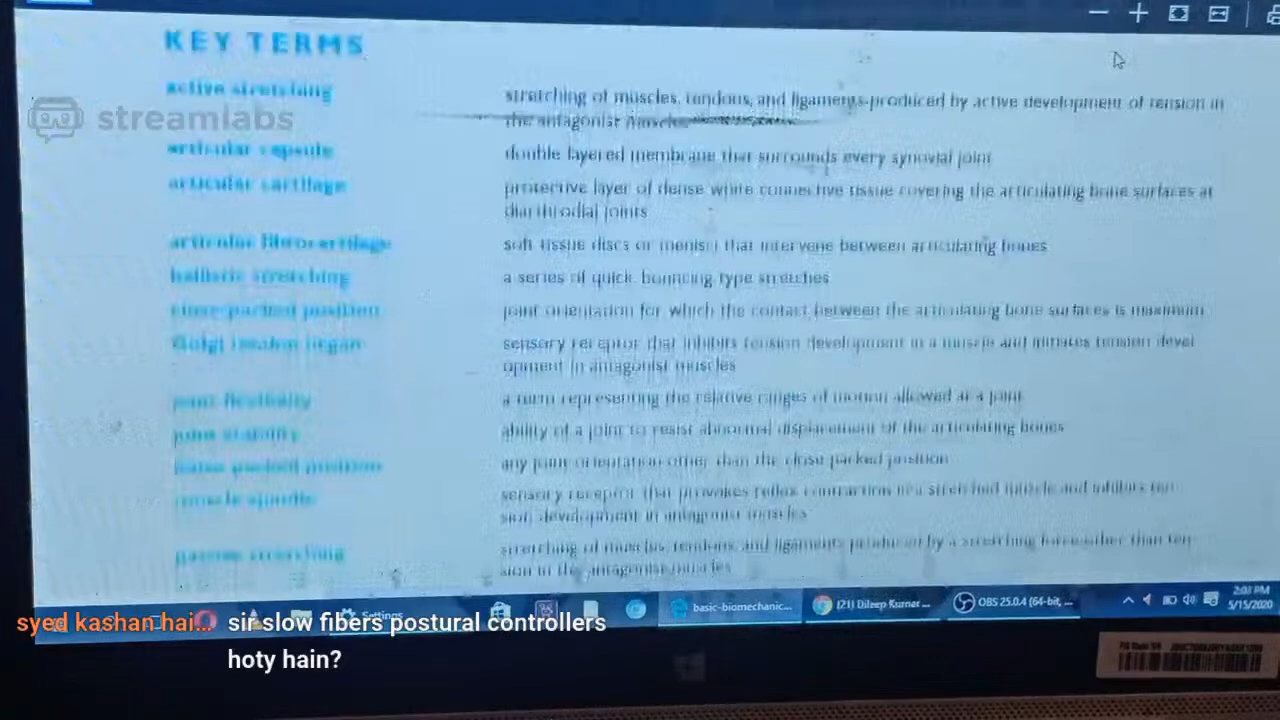 KEY TERMS
active stretching
stretching of muscles, tendons, and ligaments produced by active development of tension in
the antagonist muscles
streamlabs
articular capsule
double layered membrane that surrounds every synovial joint
articular cartilage
protective layer of dense white connective tissue covering the articulating bone surfaces at
diarthrodial joints
articular fibrocartilage
soft tissue discs or menisci that intervene between articulating bones
ballistic stretching
a series of quick, bouncing type stretches
close-packed position
joint orientation for which the contact between the articulating bone surfaces is maximum
Golgi tendon organ
sensory receptor that inhibits tension development in a muscle and initiates tension devel
opment in antagonist muscles
joint flexibility
a term representing the relative ranges of motion allowed at a joint
joint stability
ability of a joint to resist abnormal displacement of the articulating bones
loose packed position
any joint orientation other than the close packed position
muscle spindle
sensory receptor that provokes reflex contraction in a stretched muscle and inhibits ten
sion development in antagonist muscles
passive stretching
stretching of muscles, tendons, and ligaments produced by a stretching force other than ten
sion in the antagonist muscles
Settings
basic-biomechanic...
(21) Dileep Kumar ...
OBS 25.0.4 (64-bit, ...
2:03 PM
5/15/2020
syed kashan hai... sir slow fibers postural controllers
hoty hain?